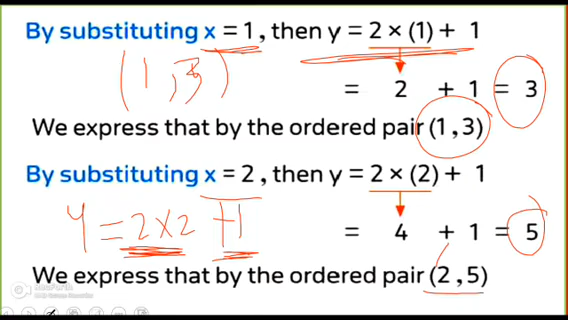 By substituting x = 1, then y = 2 × (1) + 1
(1,3)
= 2 + 1 = 3
We express that by the ordered pair (1,3)
By substituting x = 2, then y = 2 × (2) + 1
y = 2×2 +1
= 4 + 1 = 5
We express that by the ordered pair (2,5)